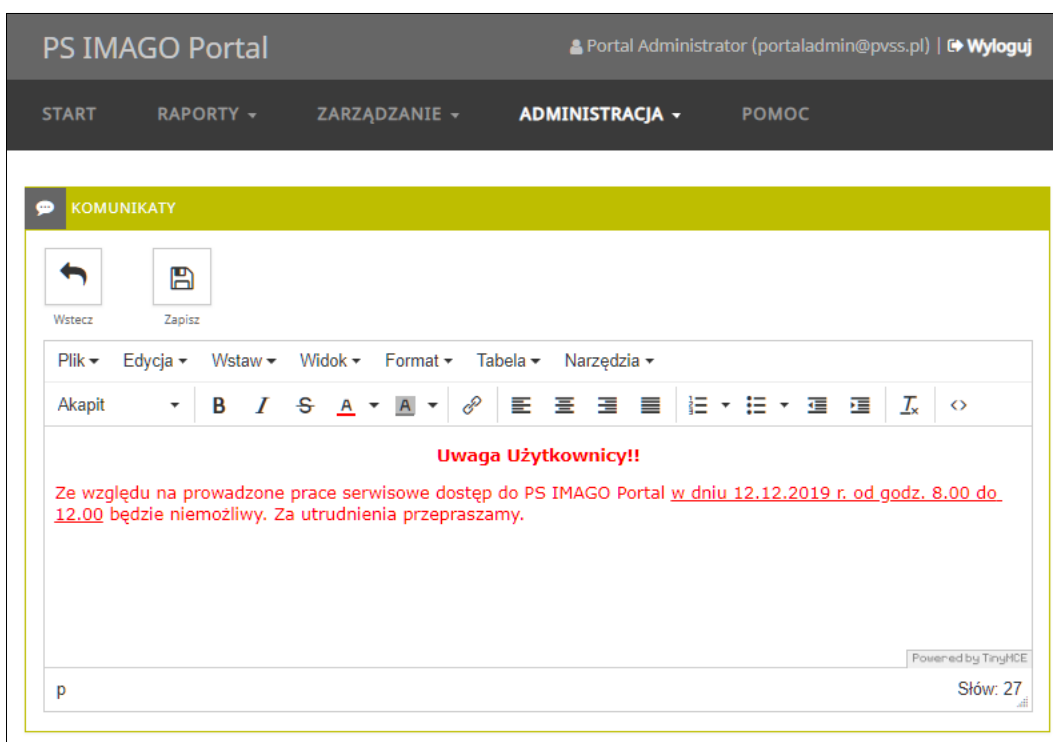 PS IMAGO Portal
Portal Administrator (portaladmin@pvss.pl) | Wyloguj
START RAPORTY ZARZĄDZANIE ADMINISTRACJA POMOC
KOMUNIKATY
Wstecz Zapisz
Plik Edycja Wstaw Widok Format Tabela Narzędzia
Akapit B I S A A
Uwaga Użytkownicy!!
Ze względu na prowadzone prace serwisowe dostęp do PS IMAGO Portal w dniu 12.12.2019 r. od godz. 8.00 do
12.00 będzie niemożliwy. Za utrudnienia przepraszamy.
Powered by TinyMCE
p Słów: 27